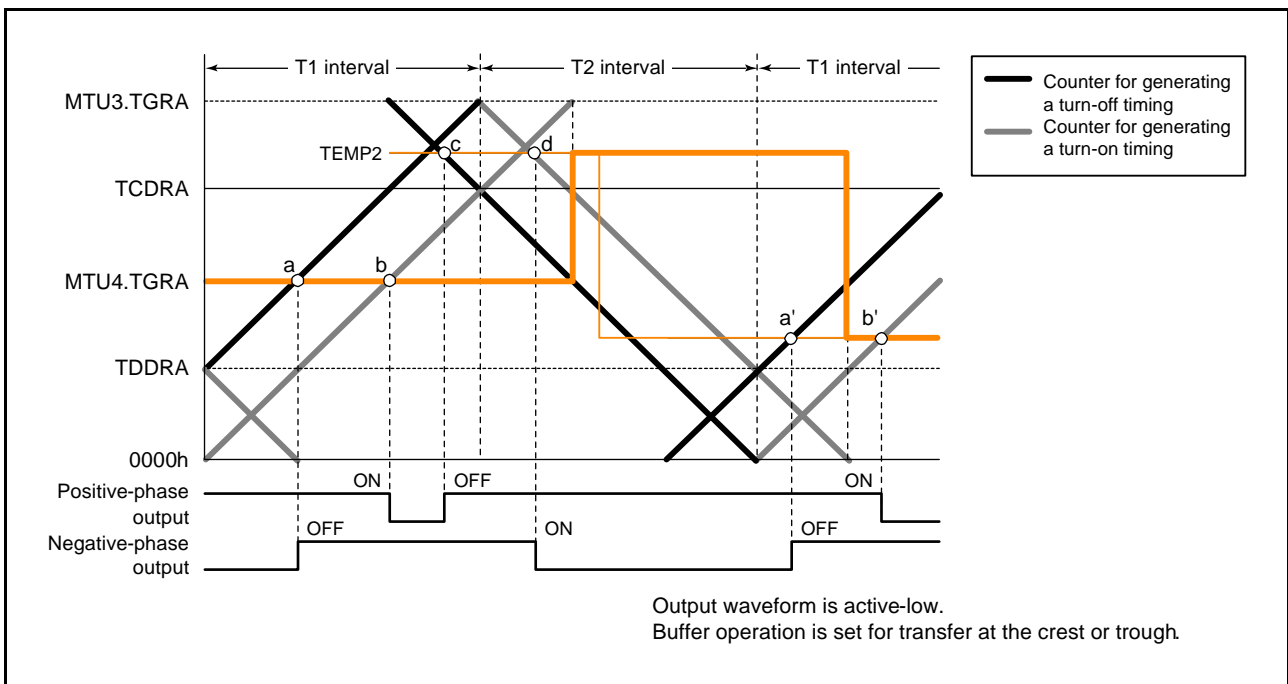 T1 interval
T2 interval
T1 interval
Counter for generating
a turn-off timing
Counter for generating
a turn-on timing
MTU3.TGRA
TEMP2
c
d
TCDRA
a
b
MTU4.TGRA
a'
b'
TDDRA
0000h
ON
OFF
ON
Positive-phase
output
OFF
ON
OFF
Negative-phase
output
Output waveform is active-low.
Buffer operation is set for transfer at the crest or trough.